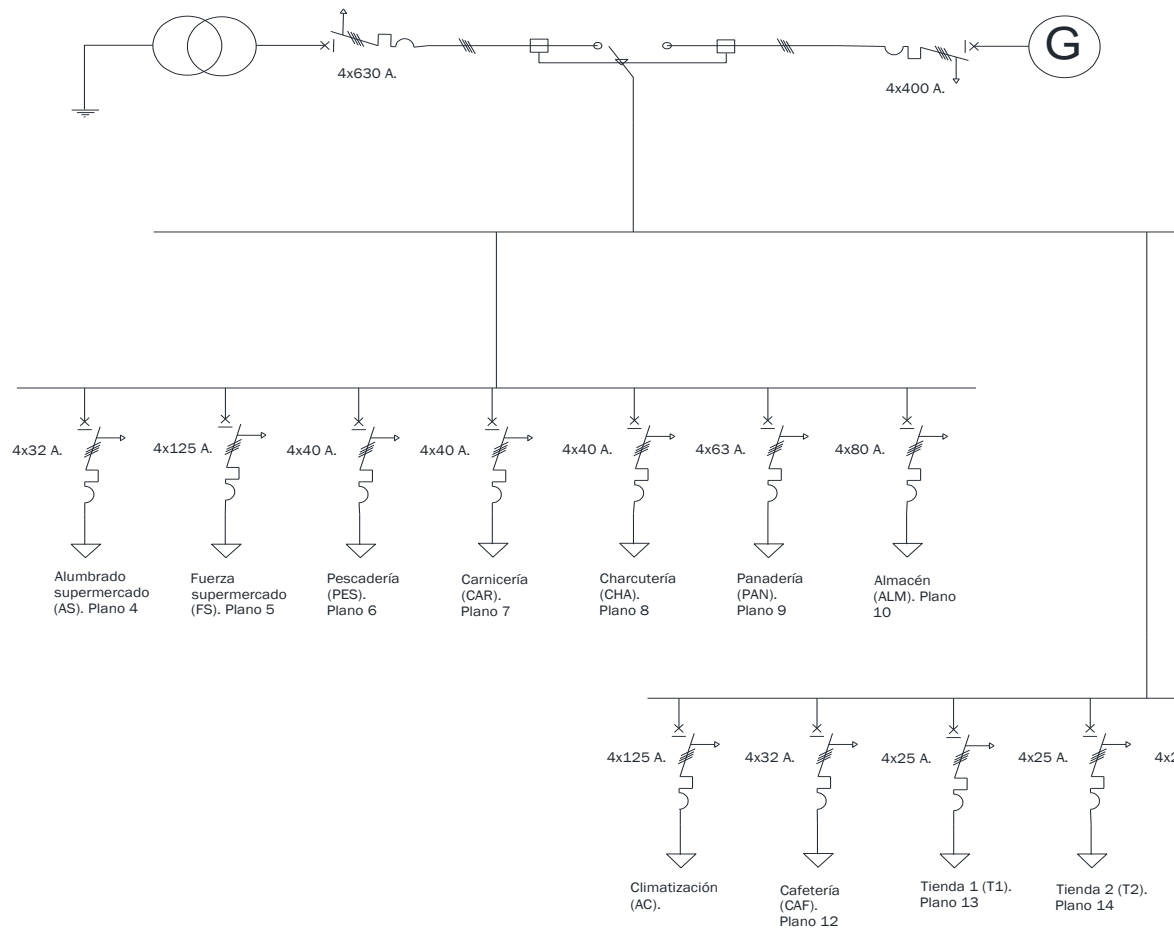 G
4x630 A.
4x400 A.
4x32 A.
4x125 A.
4x40 A.
4x40 A.
4x40 A.
4x63 A.
4x80 A.
Alumbrado
supermercado
(AS). Plano 4
Fuerza
supermercado
(FS). Plano 5
Pescadería
(PES).
Plano 6
Carnicería
(CAR).
Plano 7
Charcutería
(CHA).
Plano 8
Panadería
(PAN).
Plano 9
Almacén
(ALM). Plano
10
4x125 A.
4x32 A.
4x25 A.
4x25 A.
4x2
Climatización
(AC).
Cafetería
(CAF).
Plano 12
Tienda 1 (T1).
Plano 13
Tienda 2 (T2).
Plano 14